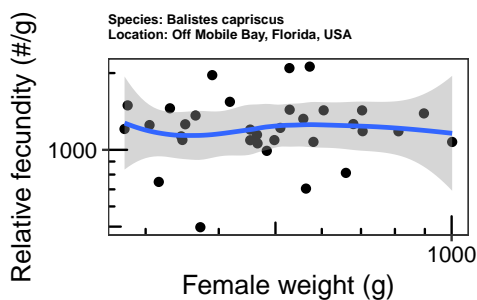 Species: Balistes capriscus
Location: Off Mobile Bay, Florida, USA
Relative fecundity (#/g)
1000
1000
Female weight (g)